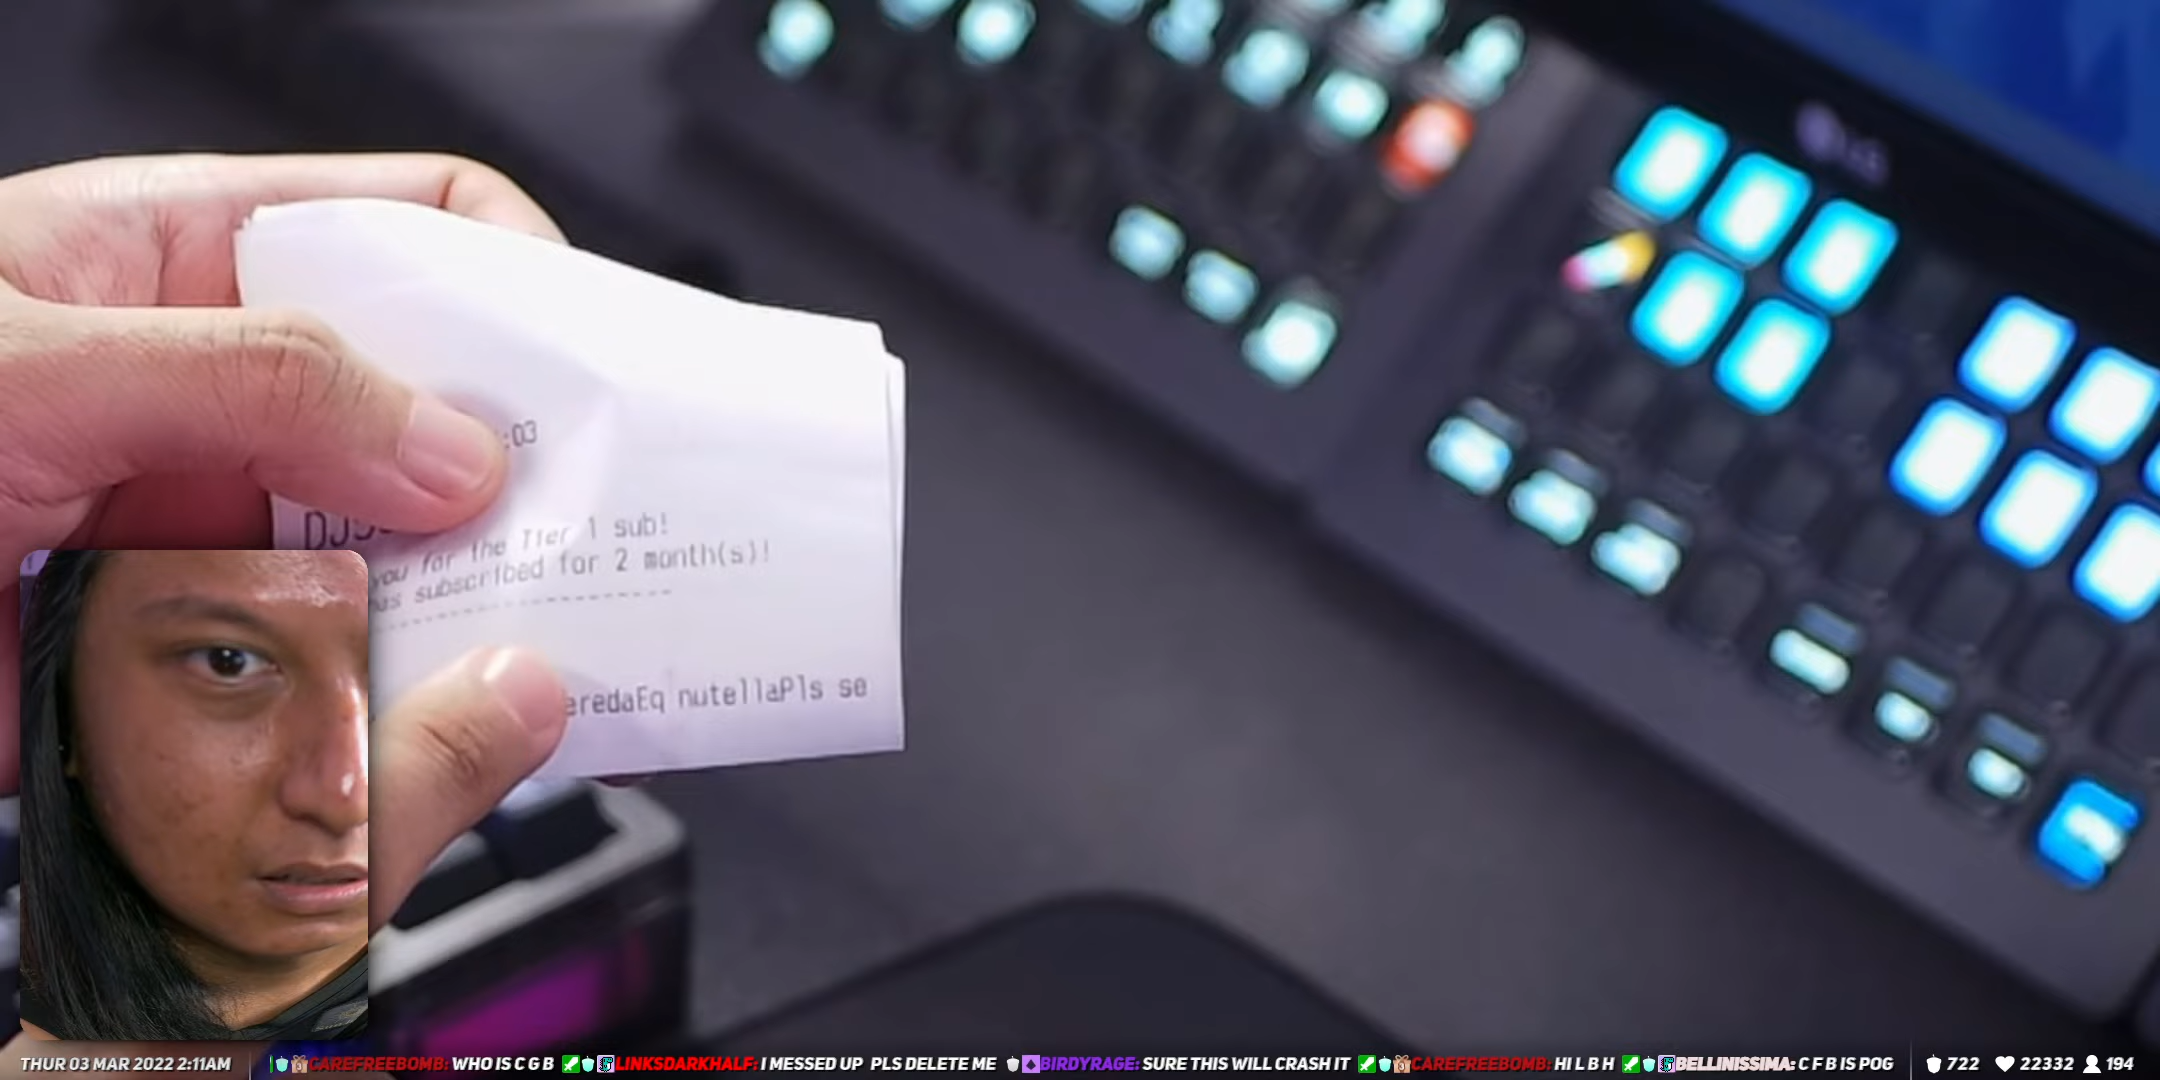 LG
:03
you for the Tier 1 sub!
subscribed for 2 month(s)!
--------------------------
eredaEq nutellaPls se
THUR 03 MAR 2022 2:11AM
CAREFREEBOMB: WHO IS C G B LINKSDARKHALF: I MESSED UP PLS DELETE ME BIRDYRAGE: SURE THIS WILL CRASH IT CAREFREEBOMB: HI L B H BELLINISSIMA: C F B IS POG 722 22332 194